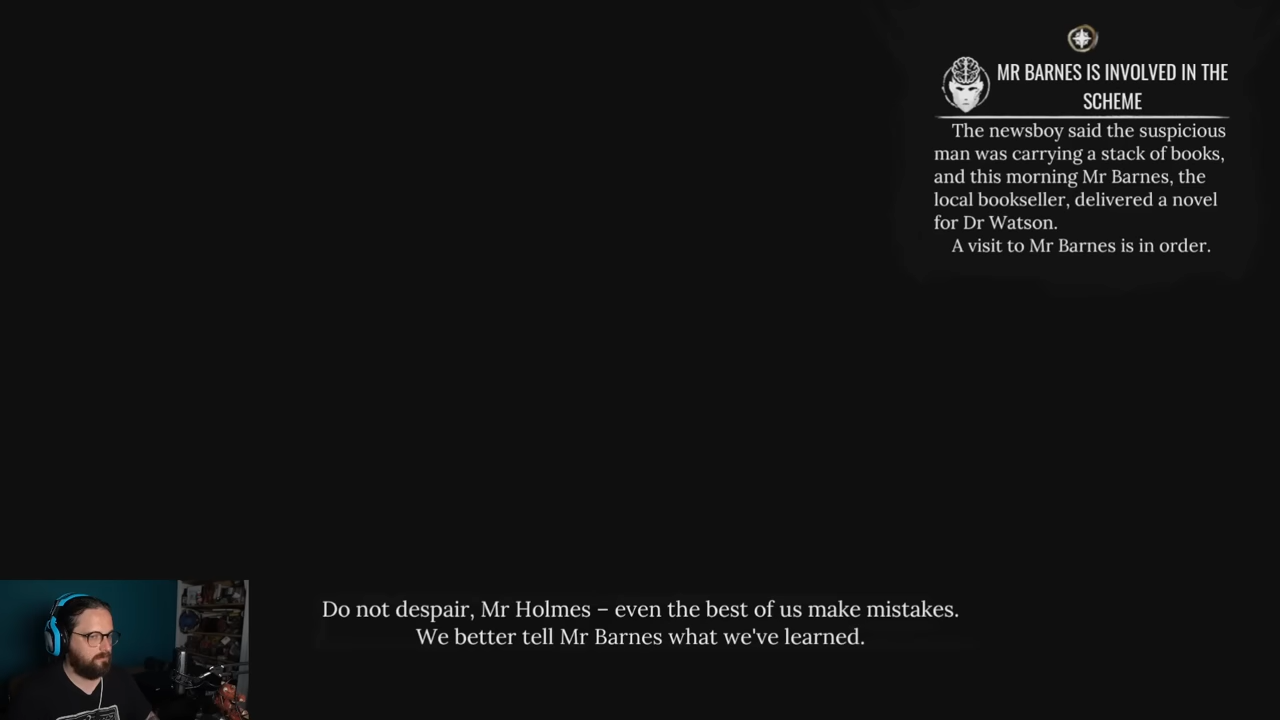 MR BARNES IS INVOLVED IN THE
SCHEME
The newsboy said the suspicious
man was carrying a stack of books,
and this morning Mr Barnes, the
local bookseller, delivered a novel
for Dr Watson.
A visit to Mr Barnes is in order.
Do not despair, Mr Holmes – even the best of us make mistakes.
We better tell Mr Barnes what we've learned.